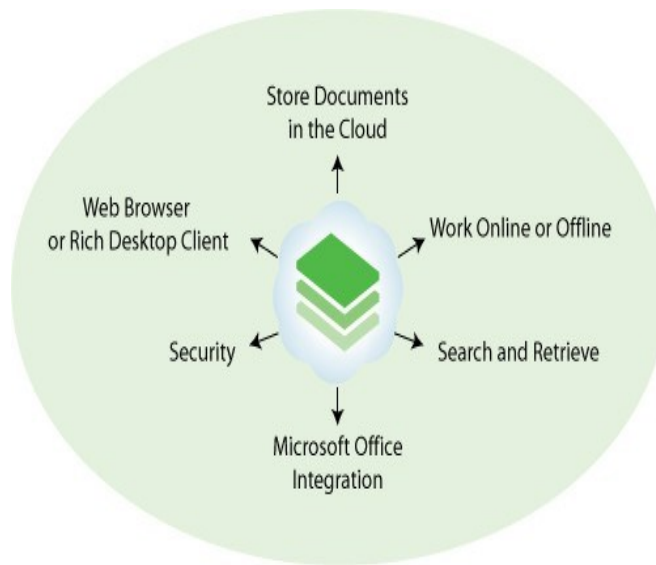 Store Documents
in the Cloud
Web Browser
or Rich Desktop Client
Work Online or Offline
Security
Search and Retrieve
Microsoft Office
Integration